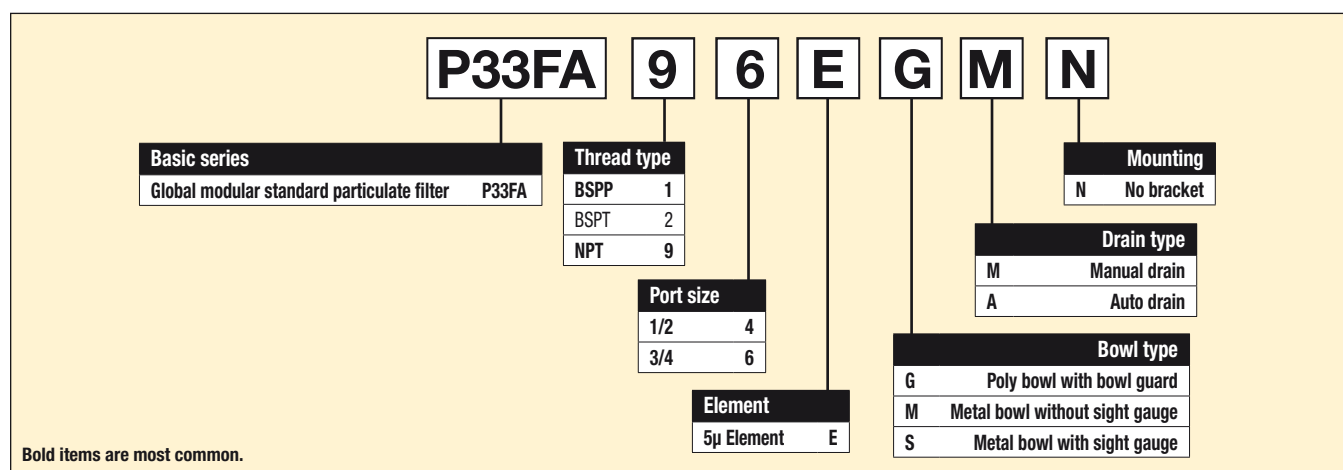 P33FA 9 6 E G M N
Basic series
Global modular standard particulate filter P33FA
Thread type
BSPP 1
BSPT 2
NPT 9
Port size
1/2 4
3/4 6
Element
5µ Element E
Mounting
N No bracket
Drain type
M Manual drain
A Auto drain
Bowl type
G Poly bowl with bowl guard
M Metal bowl without sight gauge
S Metal bowl with sight gauge
Bold items are most common.